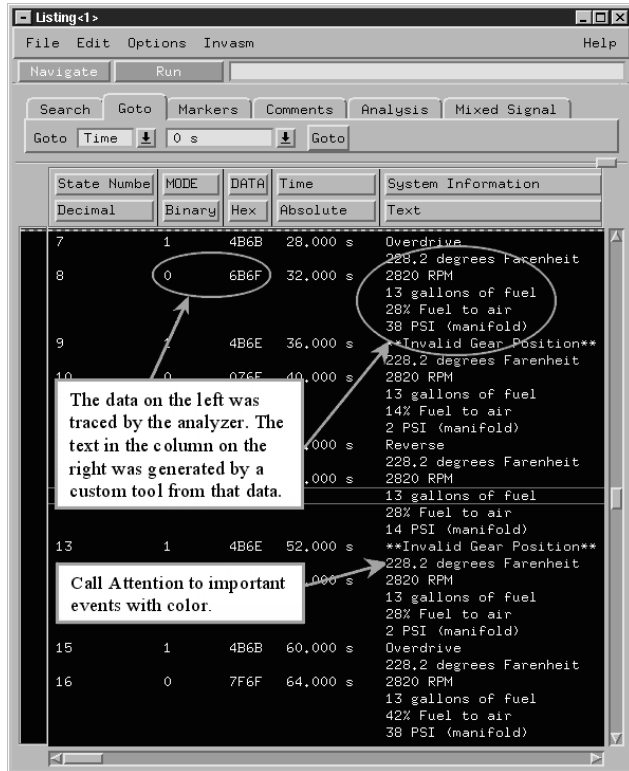 Listing<1>
File Edit Options Invasm Help
Navigate Run
Search Goto Markers Comments Analysis Mixed Signal
Goto Time 0 s Goto
State Numbe MODE DATA Time System Information
Decimal Binary Hex Absolute Text
7 1 4B6B 28.000 s Overdrive
228.2 degrees Farenheit
8 0 6B6F 32.000 s 2820 RPM
13 gallons of fuel
28% Fuel to air
38 PSI (manifold)
9 4B6E 36.000 s **Invalid Gear Position**
228.2 degrees Farenheit
10 0 076F 40.000 s 2820 RPM
13 gallons of fuel
14% Fuel to air
2 PSI (manifold)
.000 s Reverse
228.2 degrees Farenheit
.000 s 2820 RPM
13 gallons of fuel
28% Fuel to air
14 PSI (manifold)
The data on the left was
traced by the analyzer. The
text in the column on the
right was generated by a
custom tool from that data.
13 1 4B6E 52.000 s **Invalid Gear Position**
228.2 degrees Farenheit
.000 s 2820 RPM
13 gallons of fuel
28% Fuel to air
2 PSI (manifold)
Call Attention to important
events with color.
15 1 4B6B 60.000 s Overdrive
228.2 degrees Farenheit
16 0 7F6F 64.000 s 2820 RPM
13 gallons of fuel
42% Fuel to air
38 PSI (manifold)